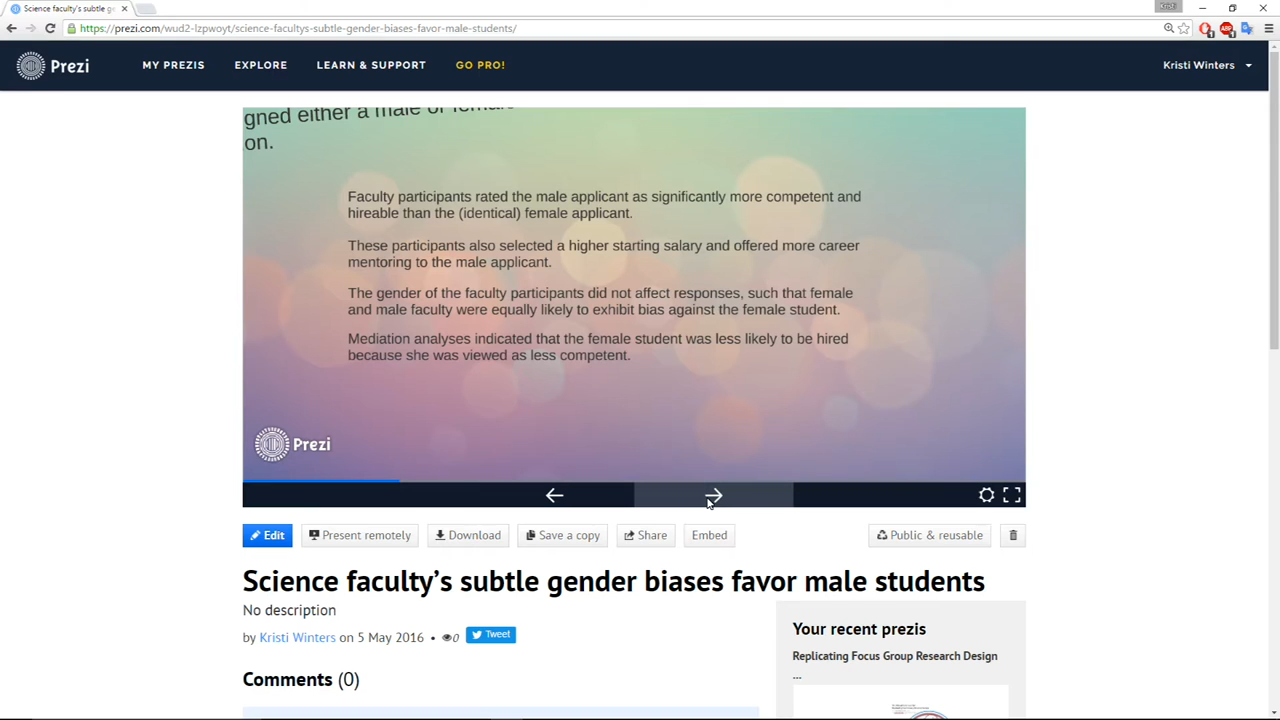 Science faculty's subtle ge
Kristi
https://prezi.com/wud2-lzpwoyt/science-facultys-subtle-gender-biases-favor-male-students/
Prezi
MY PREZIS
EXPLORE
LEARN & SUPPORT
GO PRO!
Kristi Winters
gned either a male or female
on.
Faculty participants rated the male applicant as significantly more competent and
hireable than the (identical) female applicant.
These participants also selected a higher starting salary and offered more career
mentoring to the male applicant.
The gender of the faculty participants did not affect responses, such that female
and male faculty were equally likely to exhibit bias against the female student.
Mediation analyses indicated that the female student was less likely to be hired
because she was viewed as less competent.
Prezi
Edit
Present remotely
Download
Save a copy
Share
Embed
Public & reusable
Science faculty's subtle gender biases favor male students
No description
by Kristi Winters on 5 May 2016 • 0
Tweet
Your recent prezis
Replicating Focus Group Research Design
...
Comments (0)